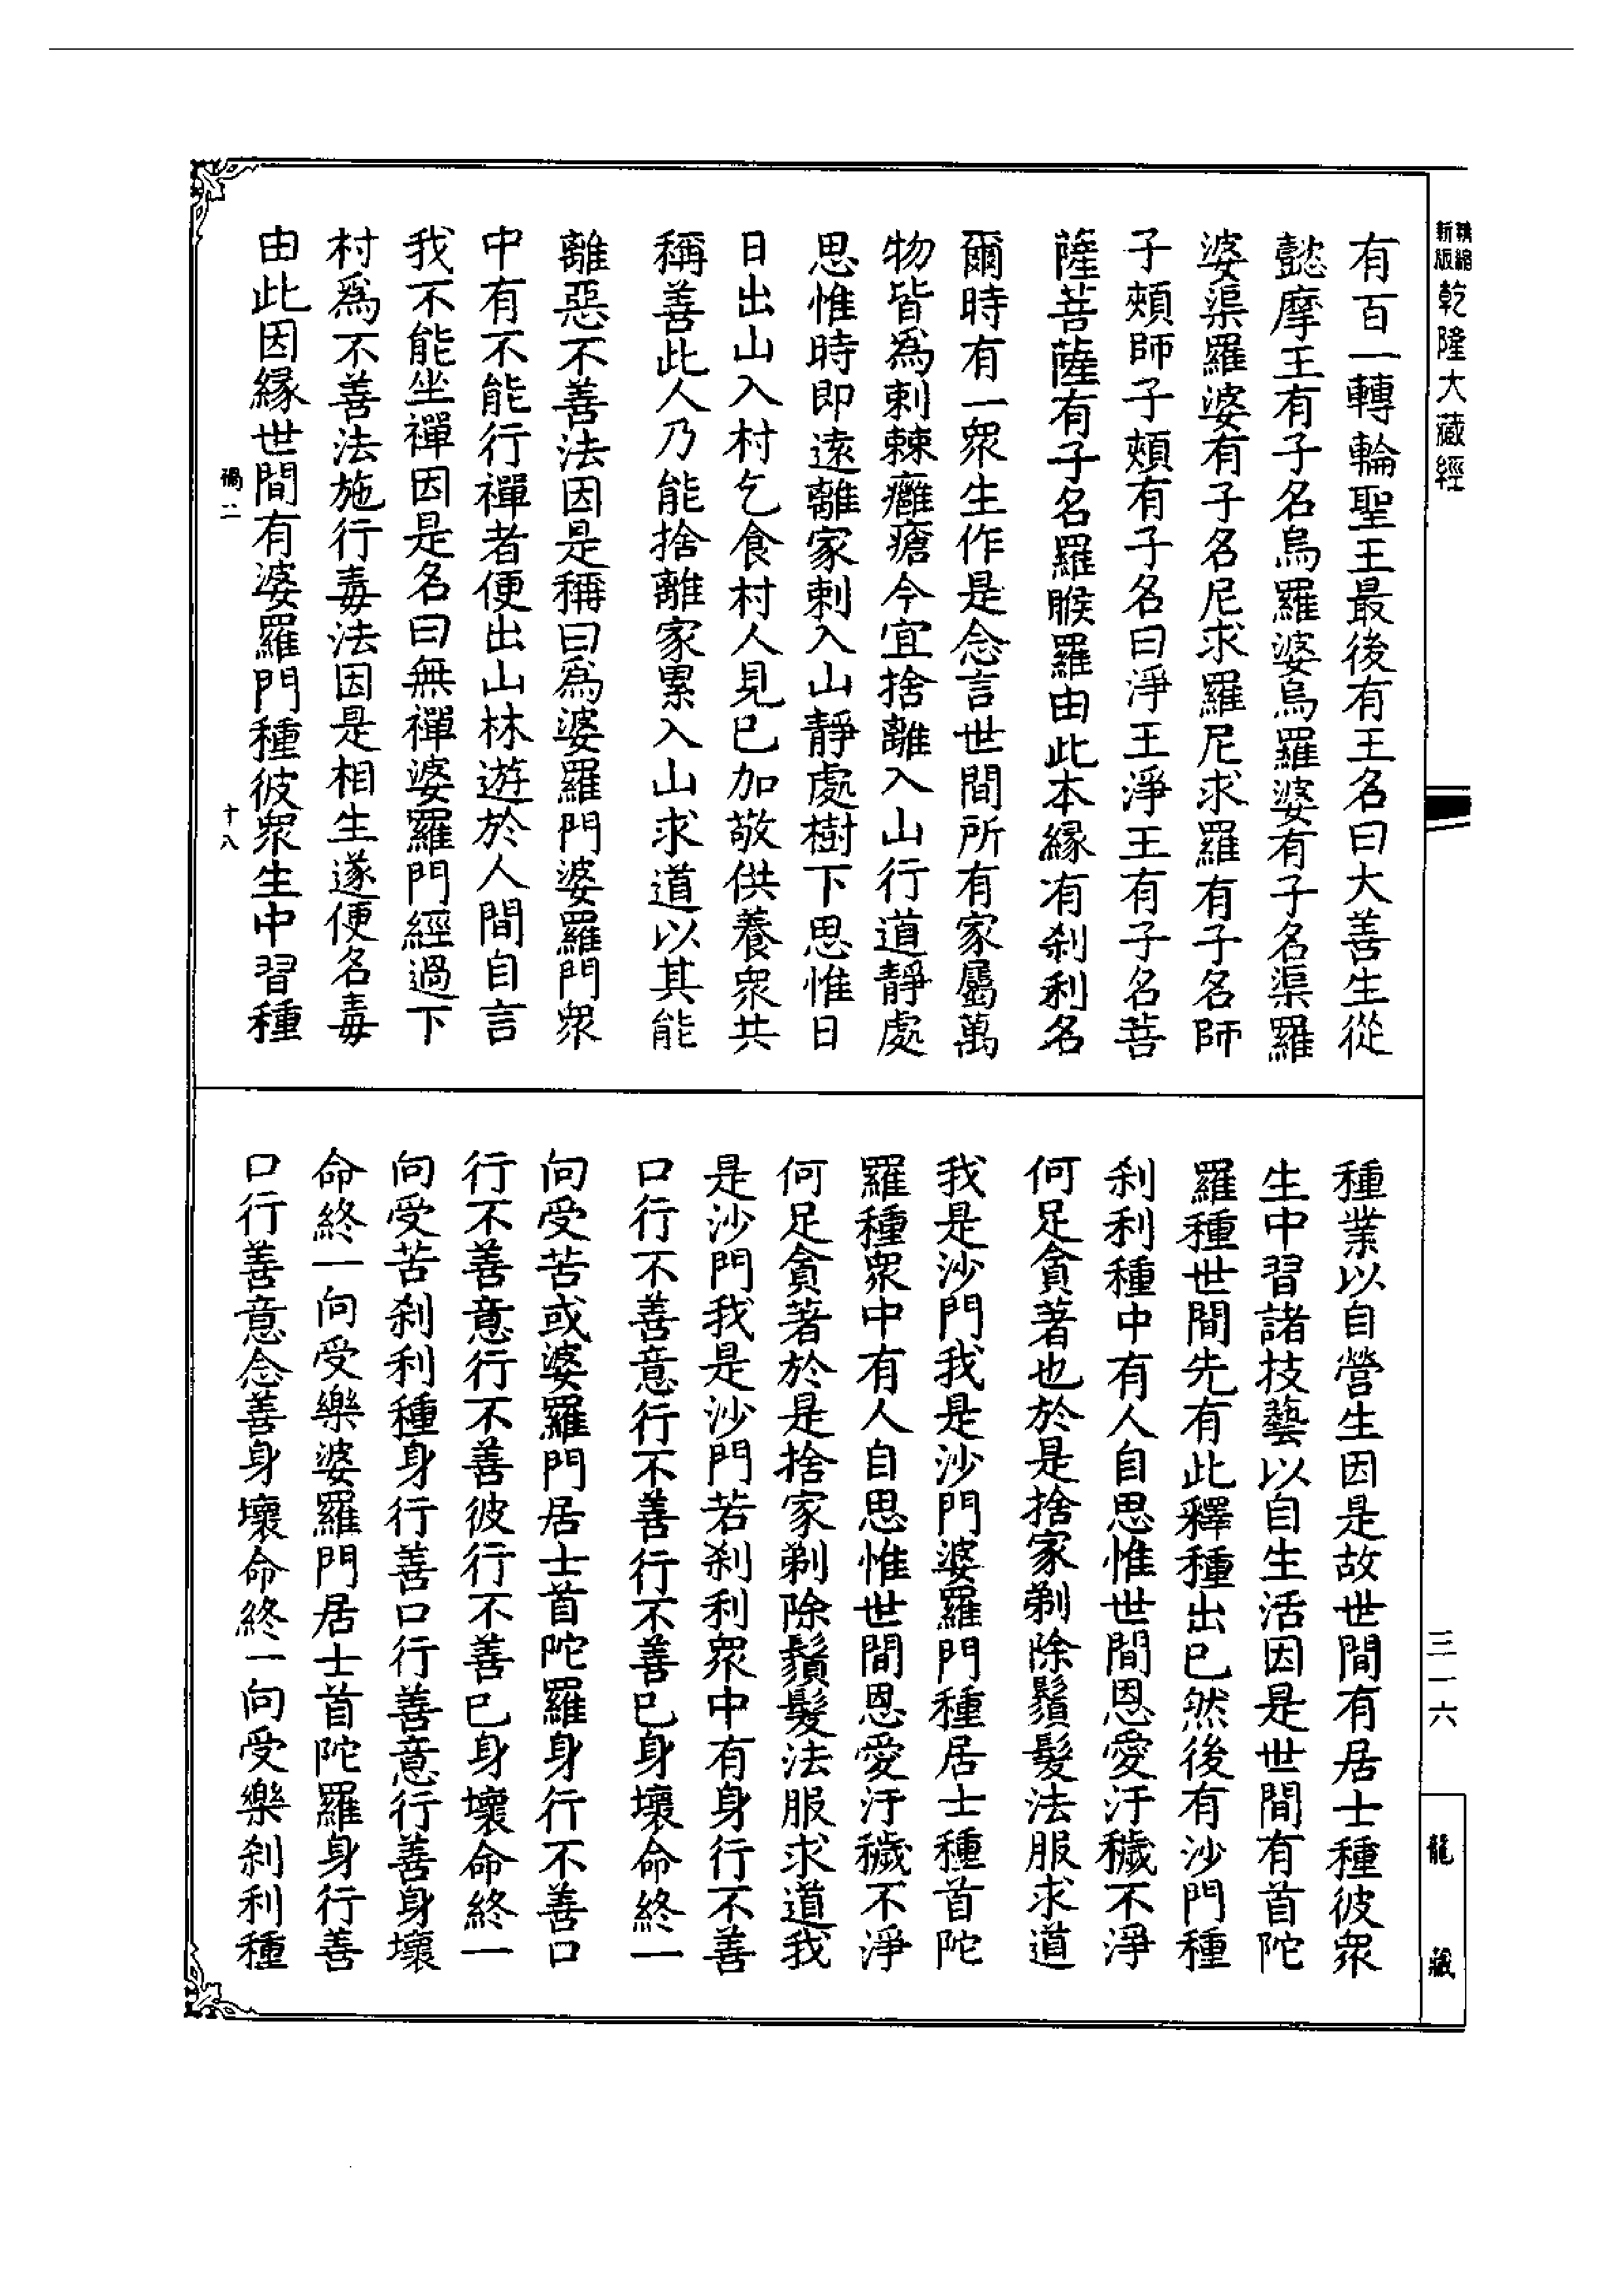 精縮新版乾隆大藏經
有百一轉輪聖王最後有王名曰大善生從
懿摩王有子名烏羅婆烏羅婆有子名渠羅
婆渠羅婆有子名尼求羅尼求羅有子名師
子頰師子頰有子名曰淨王淨王有子名菩
薩菩薩有子名羅睺羅由此本緣有刹利名
爾時有一衆生作是念言世間所有家屬萬
物皆爲刺棘癰瘡今宜捨離入山行道靜處
思惟時即遠離家刺入山靜處樹下思惟日
日出山入村乞食村人見已加敬供養衆共
稱善此人乃能捨離家累入山求道以其能
離惡不善法因是稱曰爲婆羅門婆羅門衆
中有不能行禪者便出山林遊於人間自言
我不能坐禪因是名曰無禪婆羅門經過下
村爲不善法施行毒法因是相生遂便名毒
由此因緣世間有婆羅門種彼衆生中習種
禍二
十八
種業以自營生因是故世間有居士種彼衆
生中習諸技藝以自生活因是世間有首陀
羅種世間先有此釋種出已然後有沙門種
刹利種中有人自思惟世間恩愛汙穢不淨
何足貪著也於是捨家剃除鬚髮法服求道
我是沙門我是沙門婆羅門種居士種首陀
羅種衆中有人自思惟世間恩愛汙穢不淨
何足貪著於是捨家剃除鬚髮法服求道我
是沙門我是沙門若刹利衆中有身行不善
口行不善意行不善行不善已身壞命終一
向受苦或婆羅門居士首陀羅身行不善口
行不善意行不善彼行不善已身壞命終一
向受苦刹利種身行善口行善意行善身壞
命終一向受樂婆羅門居士首陀羅身行善
口行善意念善身壞命終一向受樂刹利種
三一六
龍藏